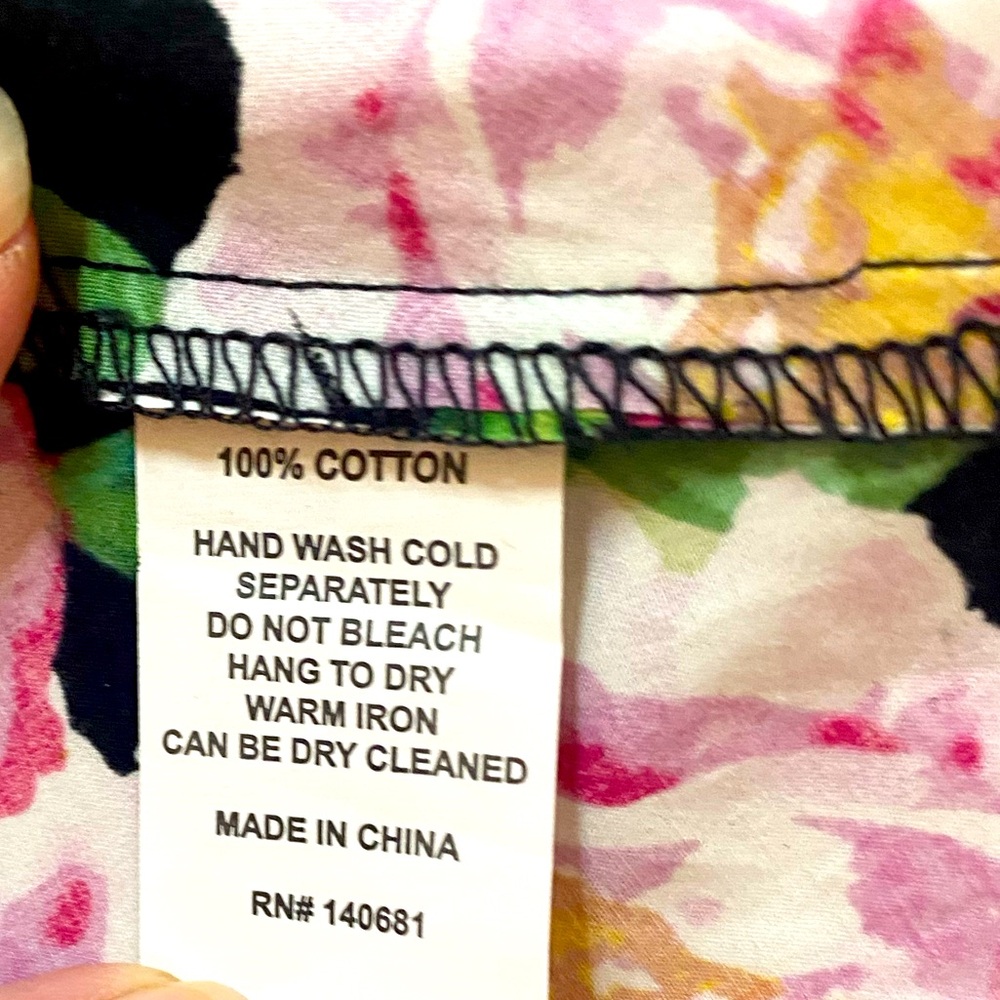 100% COTTON
HAND WASH COLD
SEPARATELY
DO NOT BLEACH
HANG TO DRY
WARM IRON
CAN BE DRY CLEANED
MADE IN CHINA
RN# 140681